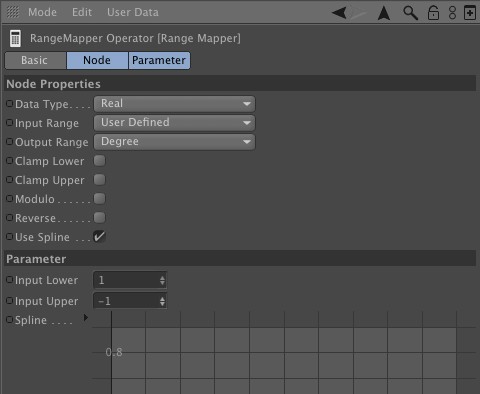 Mode Edit User Data
RangeMapper Operator [Range Mapper]
Basic Node Parameter
Node Properties
Data Type.... Real
Input Range User Defined
Output Range Degree
Clamp Lower
Clamp Upper
Modulo ......
Reverse......
Use Spline ...
Parameter
Input Lower 1
Input Upper -1
Spline ....
0.8